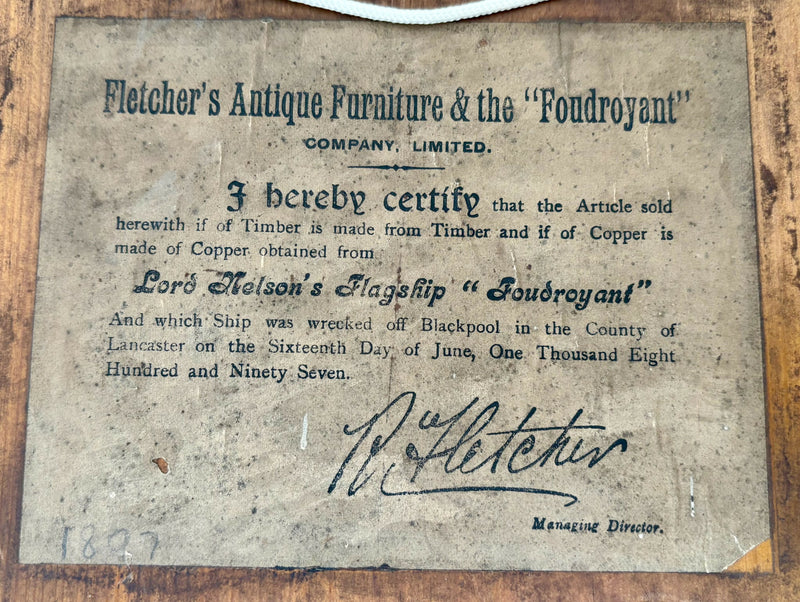 Fletcher's Antique Furniture & the "Foudroyant"
COMPANY, LIMITED.
I hereby certify that the Article sold
herewith if of Timber is made from Timber and if of Copper is
made of Copper obtained from
Lord Nelson's Flagship "Foudroyant"
And which Ship was wrecked off Blackpool in the County of
Lancaster on the Sixteenth Day of June, One Thousand Eight
Hundred and Ninety Seven.
R. Fletcher
Managing Director.
1897